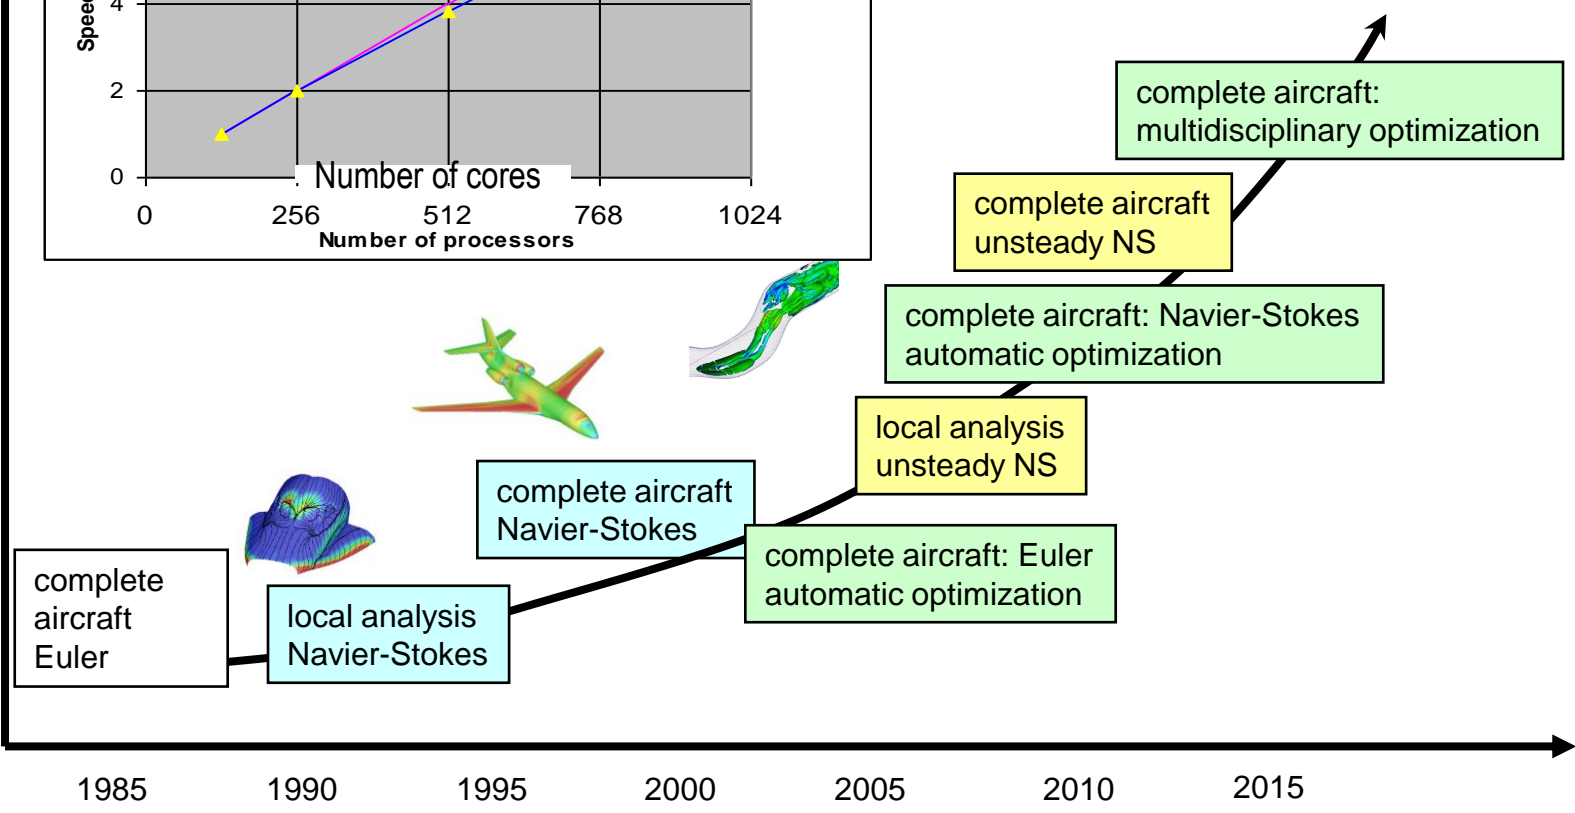 4
2
0
Number of cores
0 256 512 768 1024
Number of processors
complete aircraft:
multidisciplinary optimization
complete aircraft
unsteady NS
complete aircraft: Navier-Stokes
automatic optimization
local analysis
unsteady NS
complete aircraft
Navier-Stokes
complete aircraft: Euler
automatic optimization
complete
aircraft
Euler
local analysis
Navier-Stokes
1985 1990 1995 2000 2005 2010 2015